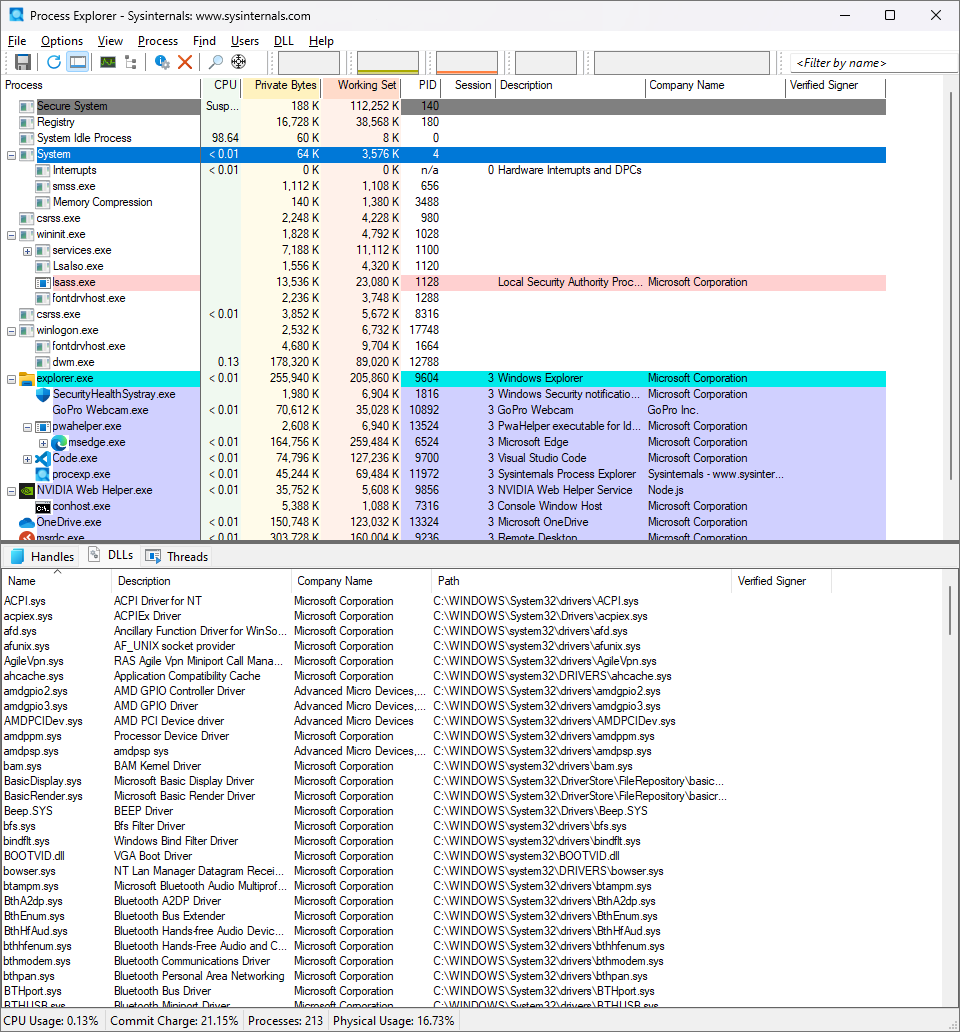 Process Explorer - Sysinternals: www.sysinternals.com
File Options View Process Find Users DLL Help
<Filter by name>
Process CPU Private Bytes Working Set PID Session Description Company Name Verified Signer
Secure System Susp... 188 K 112,252 K 140
Registry 16,728 K 38,568 K 180
System Idle Process 98.64 60 K 8 K 0
System < 0.01 64 K 3,576 K 4
Interrupts < 0.01 0 K 0 K n/a 0 Hardware Interrupts and DPCs
smss.exe 1,112 K 1,108 K 656
Memory Compression 140 K 1,380 K 3488
csrss.exe 2,248 K 4,228 K 980
wininit.exe 1,828 K 4,792 K 1028
services.exe 7,188 K 11,112 K 1100
LsaIso.exe 1,556 K 4,320 K 1120
lsass.exe 13,536 K 23,080 K 1128 Local Security Authority Proc... Microsoft Corporation
fontdrvhost.exe 2,236 K 3,748 K 1288
csrss.exe < 0.01 3,852 K 5,672 K 8316
winlogon.exe 2,532 K 6,732 K 17748
fontdrvhost.exe 4,680 K 9,704 K 1664
dwm.exe 0.13 178,320 K 89,020 K 12788
explorer.exe < 0.01 255,940 K 205,860 K 9604 3 Windows Explorer Microsoft Corporation
SecurityHealthSystray.exe 1,980 K 6,904 K 1816 3 Windows Security notificatio... Microsoft Corporation
GoPro Webcam.exe < 0.01 70,612 K 35,028 K 10892 3 GoPro Webcam GoPro Inc.
pwahelper.exe 2,608 K 6,940 K 13524 3 PwaHelper executable for Id... Microsoft Corporation
msedge.exe < 0.01 164,756 K 259,484 K 6524 3 Microsoft Edge Microsoft Corporation
Code.exe < 0.01 74,796 K 127,236 K 9700 3 Visual Studio Code Microsoft Corporation
procexp.exe < 0.01 45,244 K 69,484 K 11972 3 Sysinternals Process Explorer Sysinternals - www.sysinter...
NVIDIA Web Helper.exe < 0.01 35,752 K 5,608 K 9856 3 NVIDIA Web Helper Service Node.js
conhost.exe 5,388 K 1,088 K 7316 3 Console Window Host Microsoft Corporation
OneDrive.exe < 0.01 150,748 K 123,032 K 13324 3 Microsoft OneDrive Microsoft Corporation
msrdc.exe < 0.01 303,728 K 160,004 K 9236 3 Remote Desktop Microsoft Corporation
Handles DLLs Threads
Name Description Company Name Path Verified Signer
ACPI.sys ACPI Driver for NT Microsoft Corporation C:\WINDOWS\System32\drivers\ACPI.sys
acpiex.sys ACPIEx Driver Microsoft Corporation C:\WINDOWS\System32\Drivers\acpiex.sys
afd.sys Ancillary Function Driver for WinSo... Microsoft Corporation C:\WINDOWS\system32\drivers\afd.sys
afunix.sys AF_UNIX socket provider Microsoft Corporation C:\WINDOWS\system32\drivers\afunix.sys
AgileVpn.sys RAS Agile Vpn Miniport Call Mana... Microsoft Corporation C:\WINDOWS\System32\drivers\AgileVpn.sys
ahcache.sys Application Compatibility Cache Microsoft Corporation C:\WINDOWS\system32\DRIVERS\ahcache.sys
amdgpio2.sys AMD GPIO Controller Driver Advanced Micro Devices,... C:\WINDOWS\System32\drivers\amdgpio2.sys
amdgpio3.sys AMD GPIO Driver Advanced Micro Devices,... C:\WINDOWS\System32\drivers\amdgpio3.sys
AMDPCIDev.sys AMD PCI Device driver Advanced Micro Devices C:\WINDOWS\System32\drivers\AMDPCIDev.sys
amdppm.sys Processor Device Driver Microsoft Corporation C:\WINDOWS\System32\drivers\amdppm.sys
amdpsp.sys amdpsp sys Advanced Micro Devices,... C:\WINDOWS\System32\drivers\amdpsp.sys
bam.sys BAM Kernel Driver Microsoft Corporation C:\WINDOWS\system32\drivers\bam.sys
BasicDisplay.sys Microsoft Basic Display Driver Microsoft Corporation C:\WINDOWS\System32\DriverStore\FileRepository\basic...
BasicRender.sys Microsoft Basic Render Driver Microsoft Corporation C:\WINDOWS\System32\DriverStore\FileRepository\basicr...
Beep.SYS BEEP Driver Microsoft Corporation C:\WINDOWS\System32\Drivers\Beep.SYS
bfs.sys Bfs Filter Driver Microsoft Corporation C:\WINDOWS\system32\drivers\bfs.sys
bindflt.sys Windows Bind Filter Driver Microsoft Corporation C:\WINDOWS\system32\drivers\bindflt.sys
BOOTVID.dll VGA Boot Driver Microsoft Corporation C:\WINDOWS\system32\BOOTVID.dll
bowser.sys NT Lan Manager Datagram Recei... Microsoft Corporation C:\WINDOWS\system32\DRIVERS\bowser.sys
btampm.sys Microsoft Bluetooth Audio Multiprof... Microsoft Corporation C:\WINDOWS\System32\drivers\btampm.sys
BthA2dp.sys Bluetooth A2DP Driver Microsoft Corporation C:\WINDOWS\System32\drivers\BthA2dp.sys
BthEnum.sys Bluetooth Bus Extender Microsoft Corporation C:\WINDOWS\System32\drivers\BthEnum.sys
BthHfAud.sys Bluetooth Hands-free Audio Devic... Microsoft Corporation C:\WINDOWS\System32\drivers\BthHfAud.sys
bthhfenum.sys Bluetooth Hands-Free Audio and C... Microsoft Corporation C:\WINDOWS\System32\drivers\bthhfenum.sys
bthmodem.sys Bluetooth Communications Driver Microsoft Corporation C:\WINDOWS\System32\drivers\bthmodem.sys
bthpan.sys Bluetooth Personal Area Networking Microsoft Corporation C:\WINDOWS\System32\drivers\bthpan.sys
BTHport.sys Bluetooth Bus Driver Microsoft Corporation C:\WINDOWS\System32\drivers\BTHport.sys
BTHUSB.sys Bluetooth Miniport Driver Microsoft Corporation C:\WINDOWS\System32\drivers\BTHUSB.sys
CPU Usage: 0.13% Commit Charge: 21.15% Processes: 213 Physical Usage: 16.73%